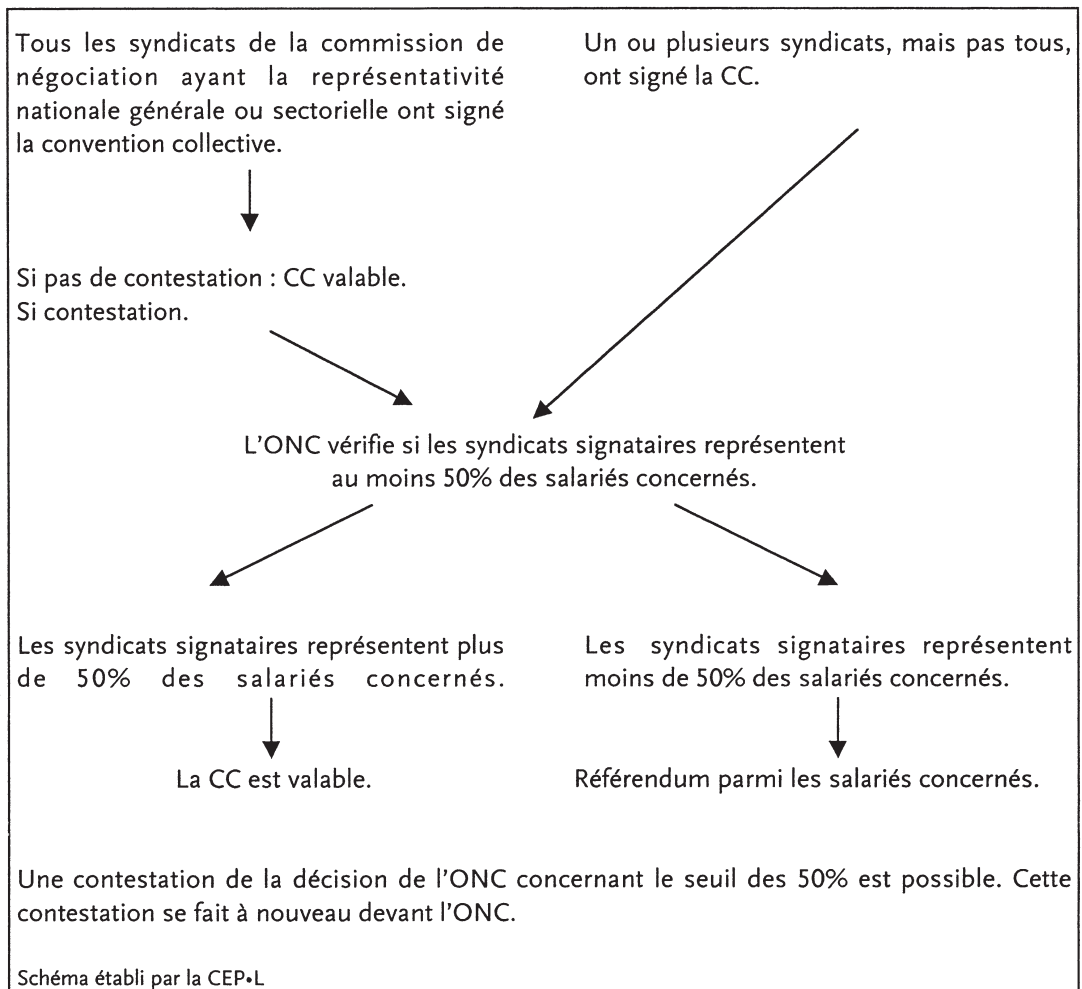 Tous les syndicats de la commission de
négociation ayant la représentativité
nationale générale ou sectorielle ont signé
la convention collective.
Un ou plusieurs syndicats, mais pas tous,
ont signé la CC.
Si pas de contestation : CC valable.
Si contestation.
L'ONC vérifie si les syndicats signataires représentent
au moins 50% des salariés concernés.
Les syndicats signataires représentent plus
de 50% des salariés concernés.
Les syndicats signataires représentent
moins de 50% des salariés concernés.
La CC est valable.
Référendum parmi les salariés concernés.
Une contestation de la décision de l'ONC concernant le seuil des 50% est possible. Cette
contestation se fait à nouveau devant l'ONC.
Schéma établi par la CEP•L